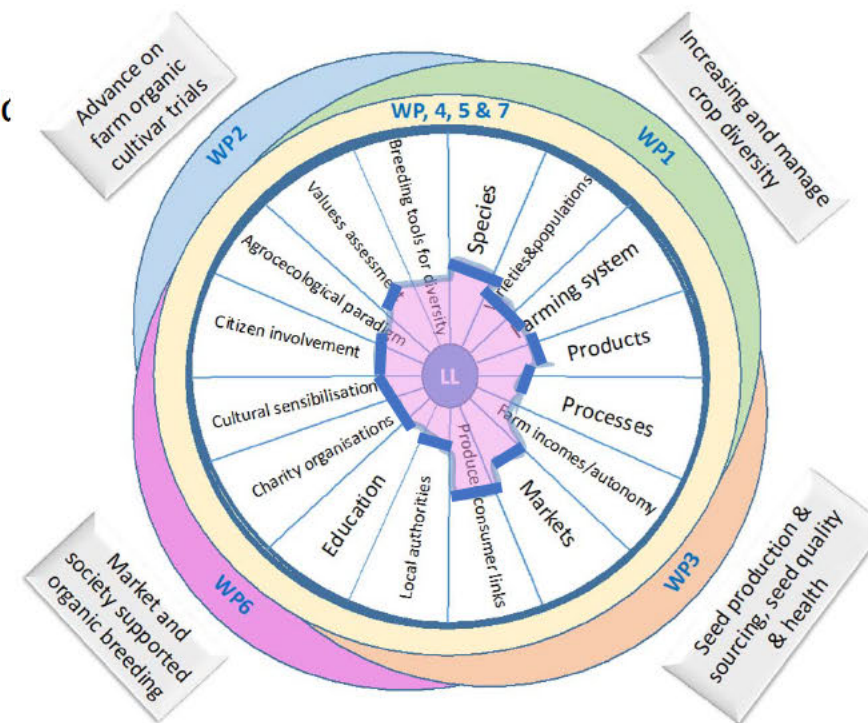 Advance on
farm organic
cultivar trials
Increasing and manage
crop diversity
WP2
WP, 4, 5 & 7
WP1
Breeding tools for diversity
Species
Valuess assessment
Varieties&populations
Agrocecological paradigm
Farming system
Citizen involvement
Products
LL
Cultural sensibilisation
Processes
Charity organisations
Farm incomes/autonomy
Education
Markets
Local authorities
Produce consumer links
WP6
WP3
Market and
society supported
organic breeding
Seed production &
sourcing, seed quality
& health